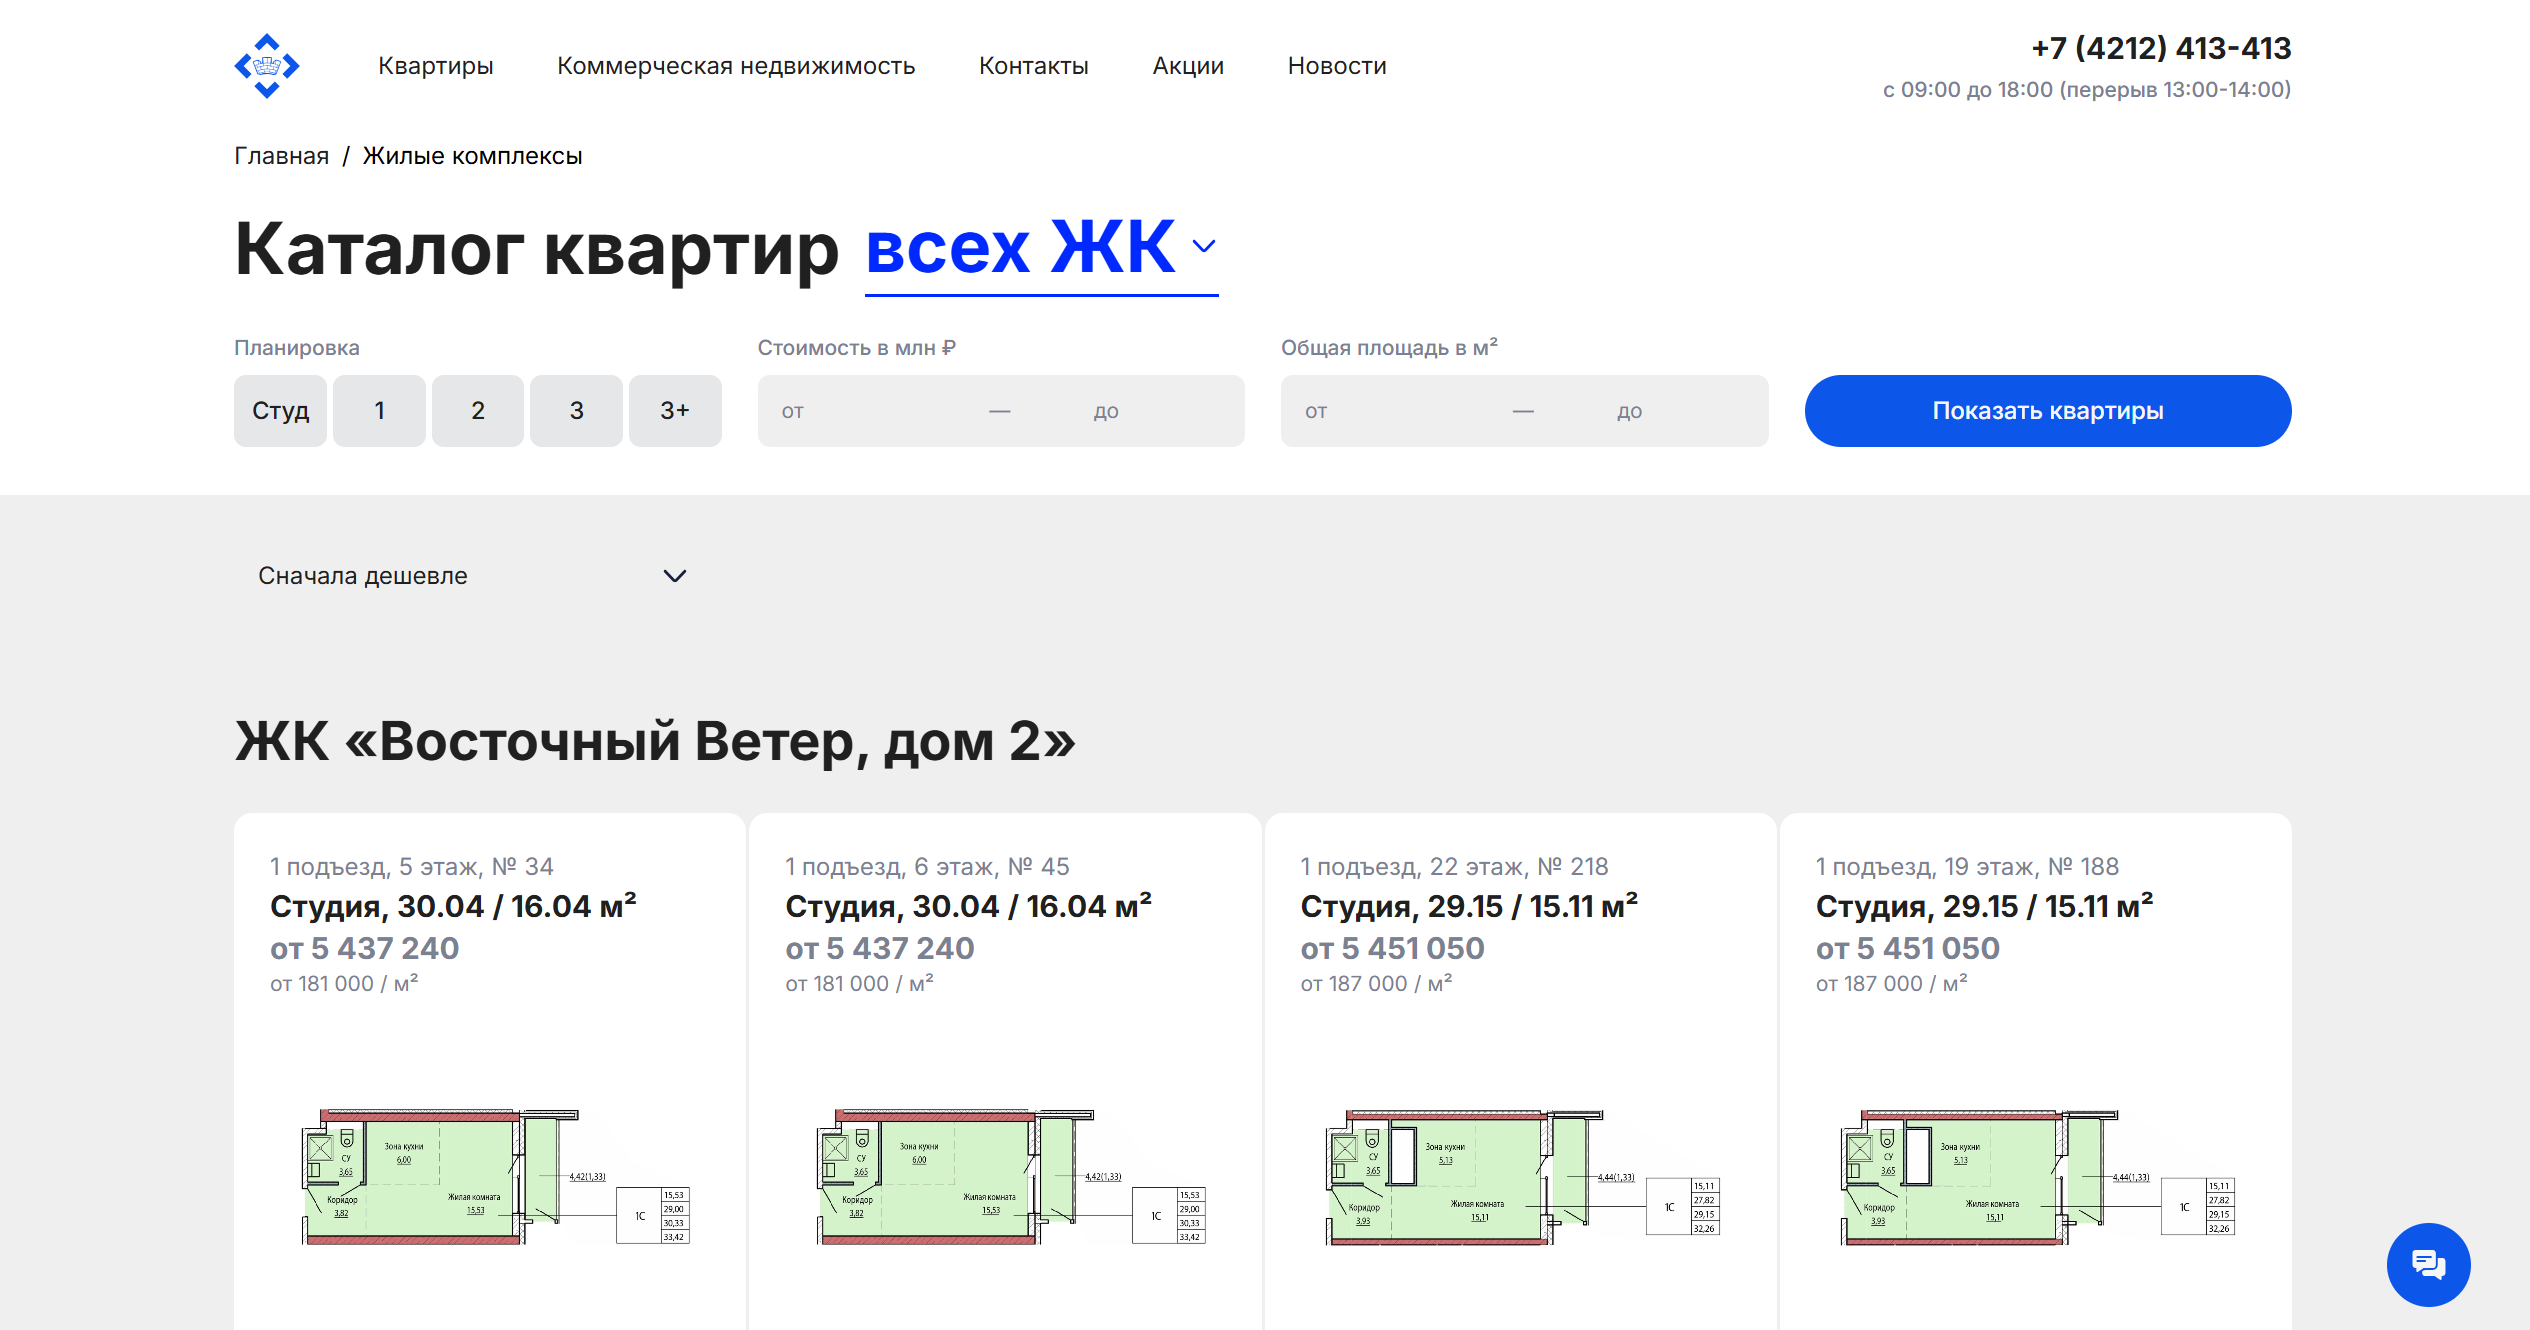 Квартиры
Коммерческая недвижимость
Контакты
Акции
Новости
+7 (4212) 413-413
с 09:00 до 18:00 (перерыв 13:00-14:00)
Главная / Жилые комплексы
Каталог квартир всех ЖК
Планировка
Студ
1
2
3
3+
Стоимость в млн ₽
от — до
Общая площадь в м²
от — до
Показать квартиры
Сначала дешевле
ЖК «Восточный Ветер, дом 2»
1 подъезд, 5 этаж, № 34
Студия, 30.04 / 16.04 м²
от 5 437 240
от 181 000 / м²
Зона кухни
6,00
СУ
3,65
Коридор
3,82
Жилая комната
15,53
4,42(1,33)
1С
15,53
29,00
30,33
33,42
1 подъезд, 6 этаж, № 45
Студия, 30.04 / 16.04 м²
от 5 437 240
от 181 000 / м²
Зона кухни
6,00
СУ
3,65
Коридор
3,82
Жилая комната
15,53
4,42(1,33)
1С
15,53
29,00
30,33
33,42
1 подъезд, 22 этаж, № 218
Студия, 29.15 / 15.11 м²
от 5 451 050
от 187 000 / м²
Зона кухни
5,13
СУ
3,65
Коридор
3,93
Жилая комната
15,11
4,44(1,33)
1С
15,11
27,82
29,15
32,26
1 подъезд, 19 этаж, № 188
Студия, 29.15 / 15.11 м²
от 5 451 050
от 187 000 / м²
Зона кухни
5,13
СУ
3,65
Коридор
3,93
Жилая комната
15,11
4,44(1,33)
1С
15,11
27,82
29,15
32,26